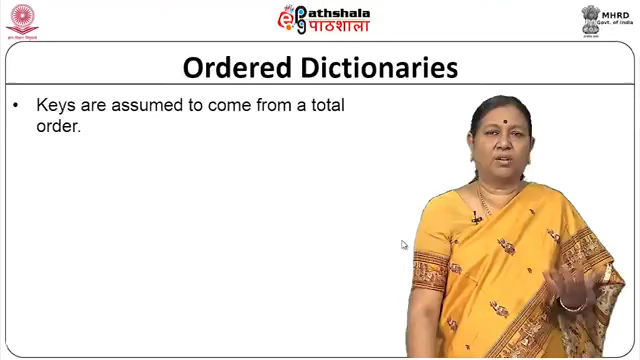 Pathshala
पाठशाला
MHRD
Govt. of India
Ordered Dictionaries
• Keys are assumed to come from a total
order.